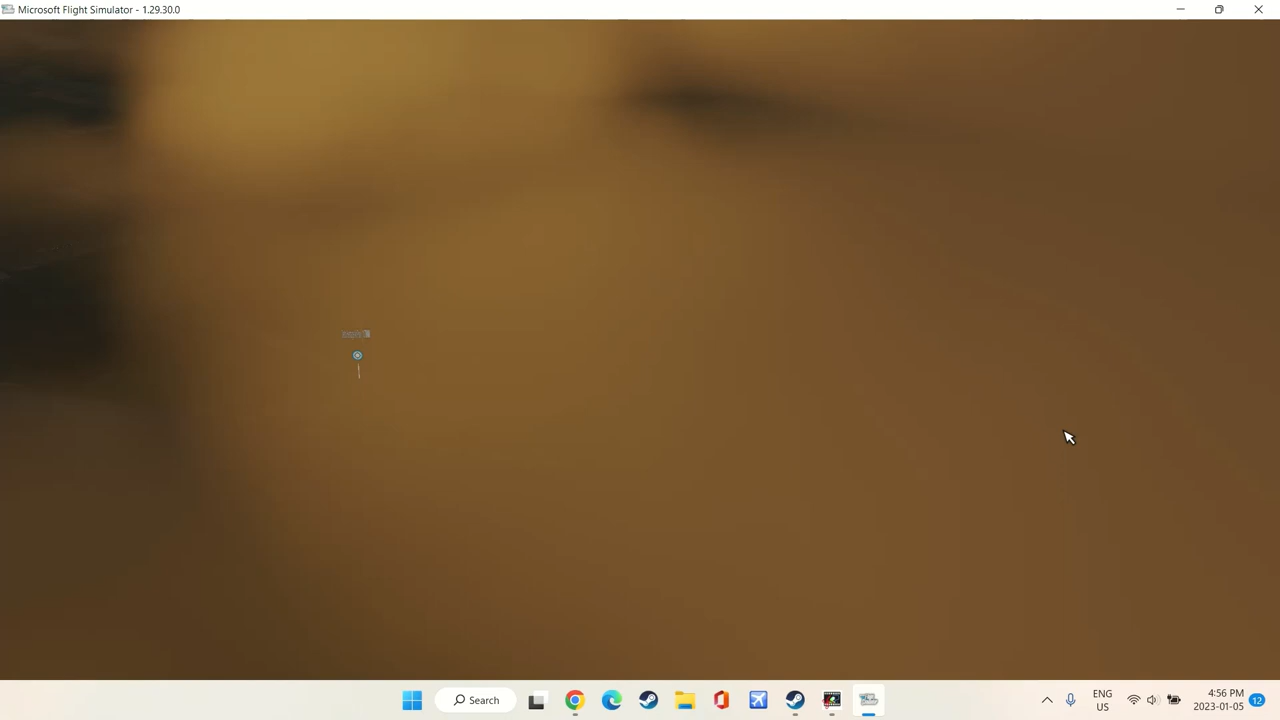 Microsoft Flight Simulator - 1.29.30.0
Search
ENG
US
4:56 PM
2023-01-05
12